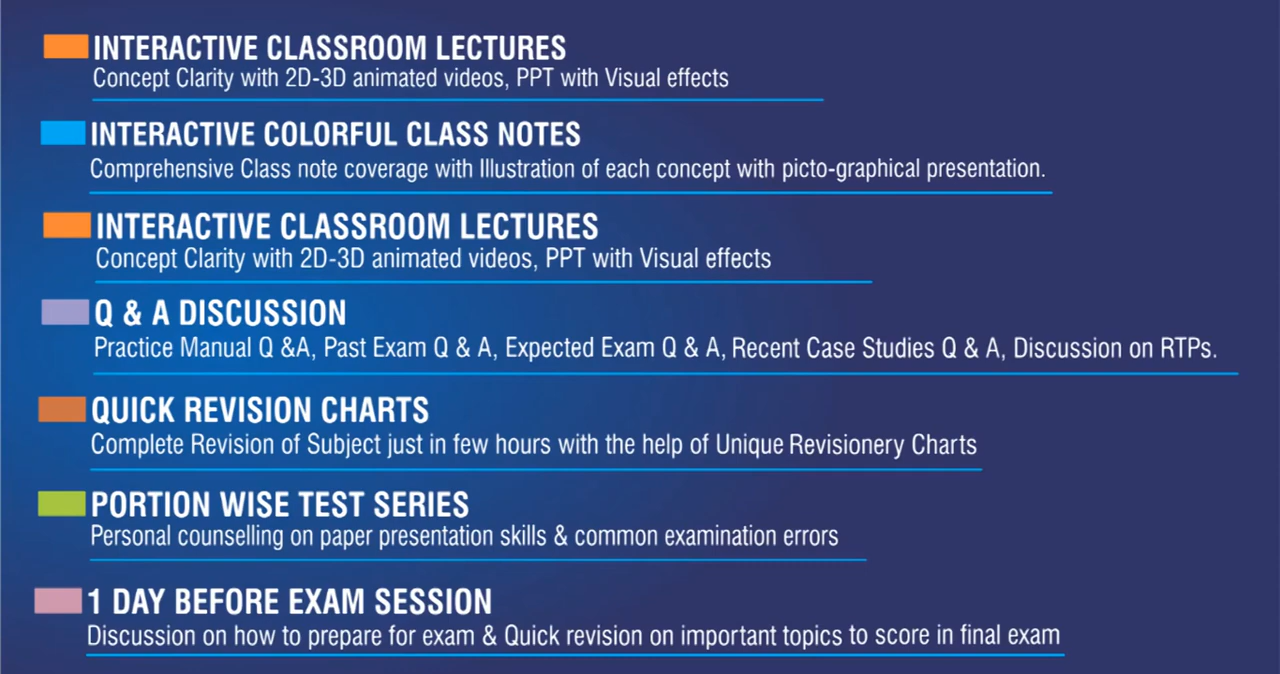 INTERACTIVE CLASSROOM LECTURES
Concept Clarity with 2D-3D animated videos, PPT with Visual effects
INTERACTIVE COLORFUL CLASS NOTES
Comprehensive Class note coverage with Illustration of each concept with picto-graphical presentation.
INTERACTIVE CLASSROOM LECTURES
Concept Clarity with 2D-3D animated videos, PPT with Visual effects
Q & A DISCUSSION
Practice Manual Q &A, Past Exam Q & A, Expected Exam Q & A, Recent Case Studies Q & A, Discussion on RTPs.
QUICK REVISION CHARTS
Complete Revision of Subject just in few hours with the help of Unique Revisionery Charts
PORTION WISE TEST SERIES
Personal counselling on paper presentation skills & common examination errors
1 DAY BEFORE EXAM SESSION
Discussion on how to prepare for exam & Quick revision on important topics to score in final exam